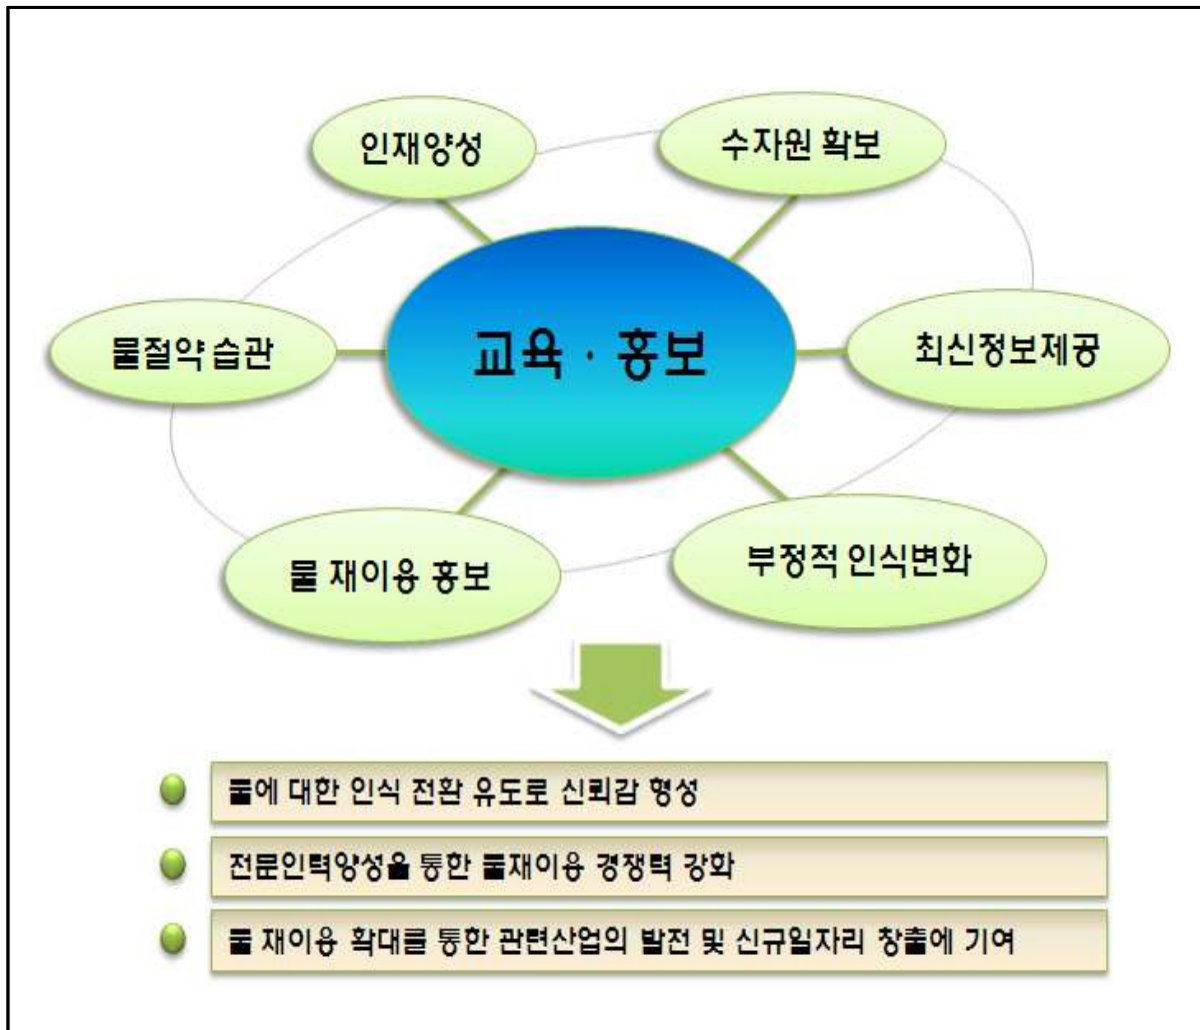 인재양성
수자원 확보
물절약 습관
교육 · 홍보
최신정보제공
물 재이용 홍보
부정적 인식변화
물에 대한 인식 전환 유도로 신뢰감 형성
전문인력양성을 통한 물재이용 경쟁력 강화
물 재이용 확대를 통한 관련산업의 발전 및 신규일자리 창출에 기여